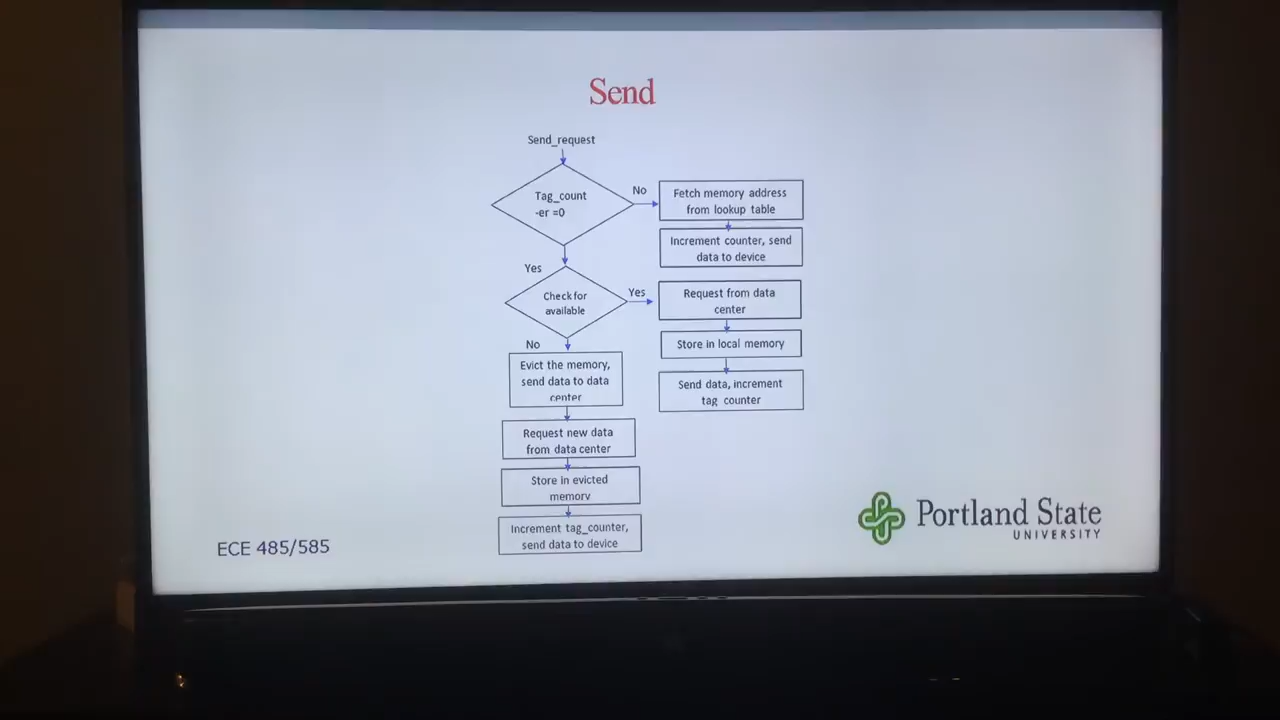 Send
Send_request
Tag_count
-er =0
No
Fetch memory address
from lookup table
Increment counter, send
data to device
Yes
Check for
available
Yes
Request from data
center
Store in local memory
Send data, increment
tag_counter
No
Evict the memory,
send data to data
center
Request new data
from data center
Store in evicted
memory
Increment tag_counter,
send data to device
ECE 485/585
Portland State
UNIVERSITY